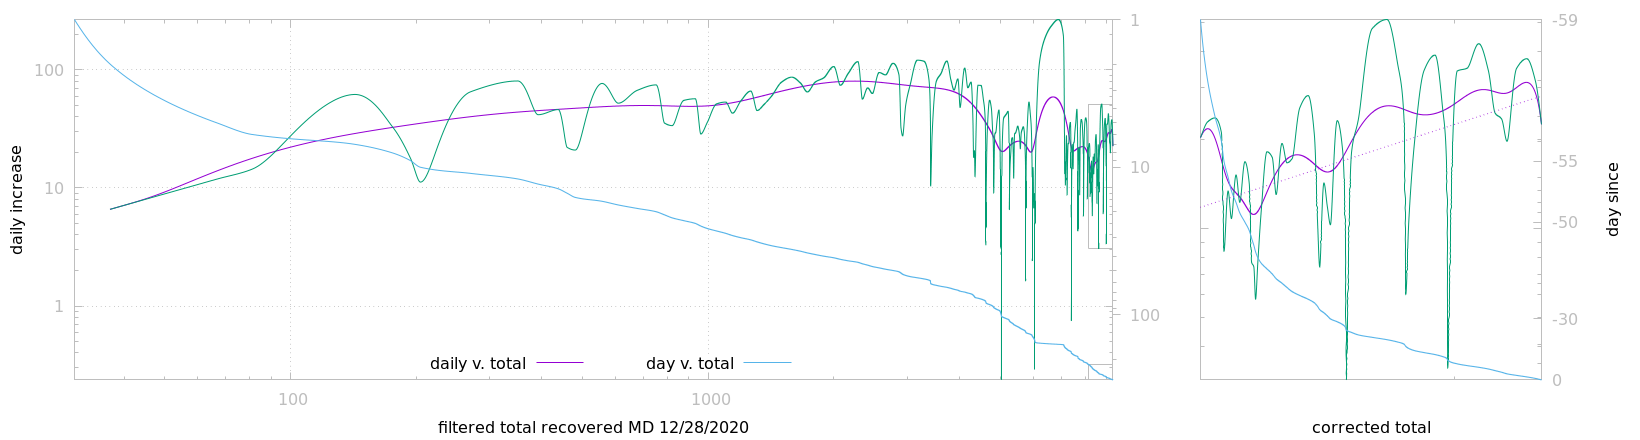 daily increase
100
10
1
daily v. total
day v. total
100
1000
filtered total recovered MD 12/28/2020
1
10
100
-59
-55
-50
-30
0
day since
corrected total